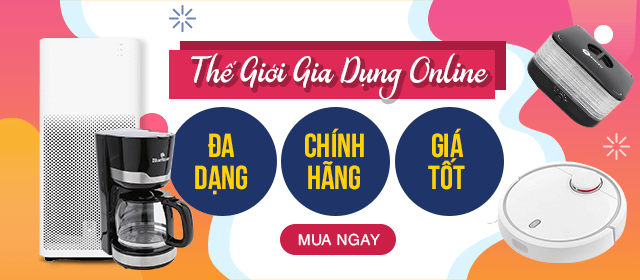 Thế Giới Gia Dụng Online
ĐA
DẠNG
CHÍNH
HÃNG
GIÁ
TỐT
MUA NGAY